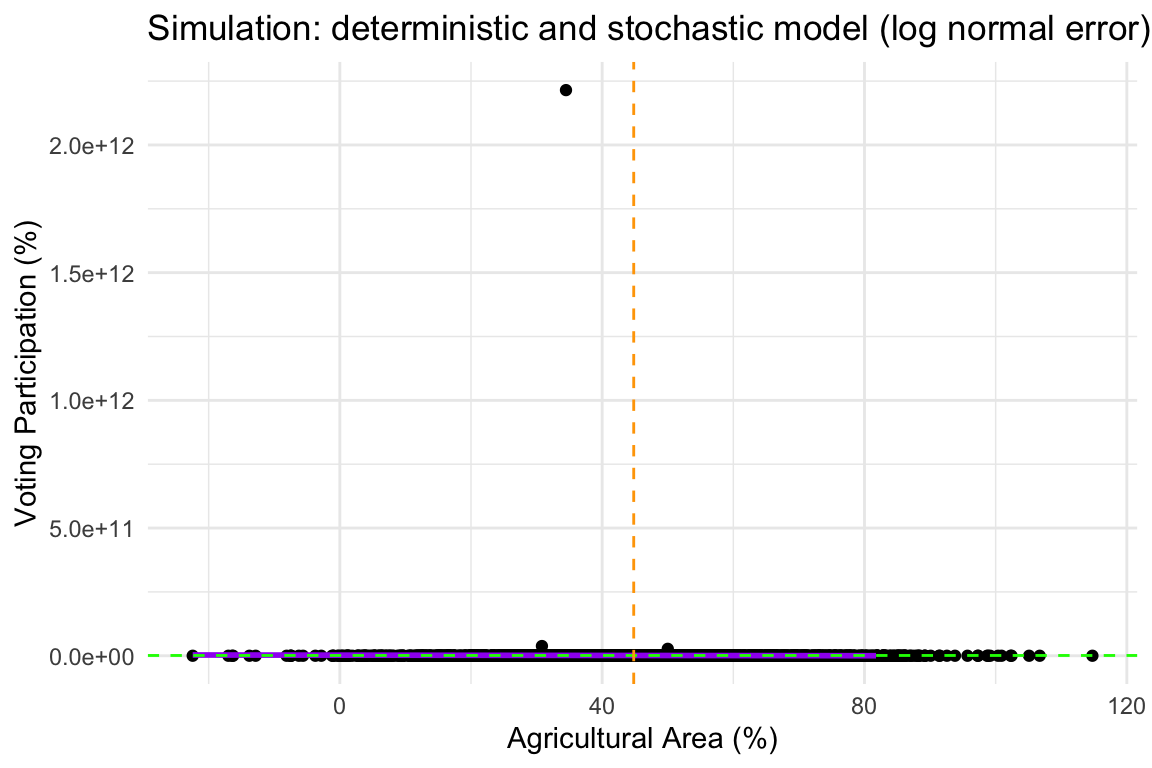 Simulation: deterministic and stochastic model (log normal error)
Voting Participation (%)
2.0e+12
1.5e+12
1.0e+12
5.0e+11
0.0e+00
0 40 80 120
Agricultural Area (%)